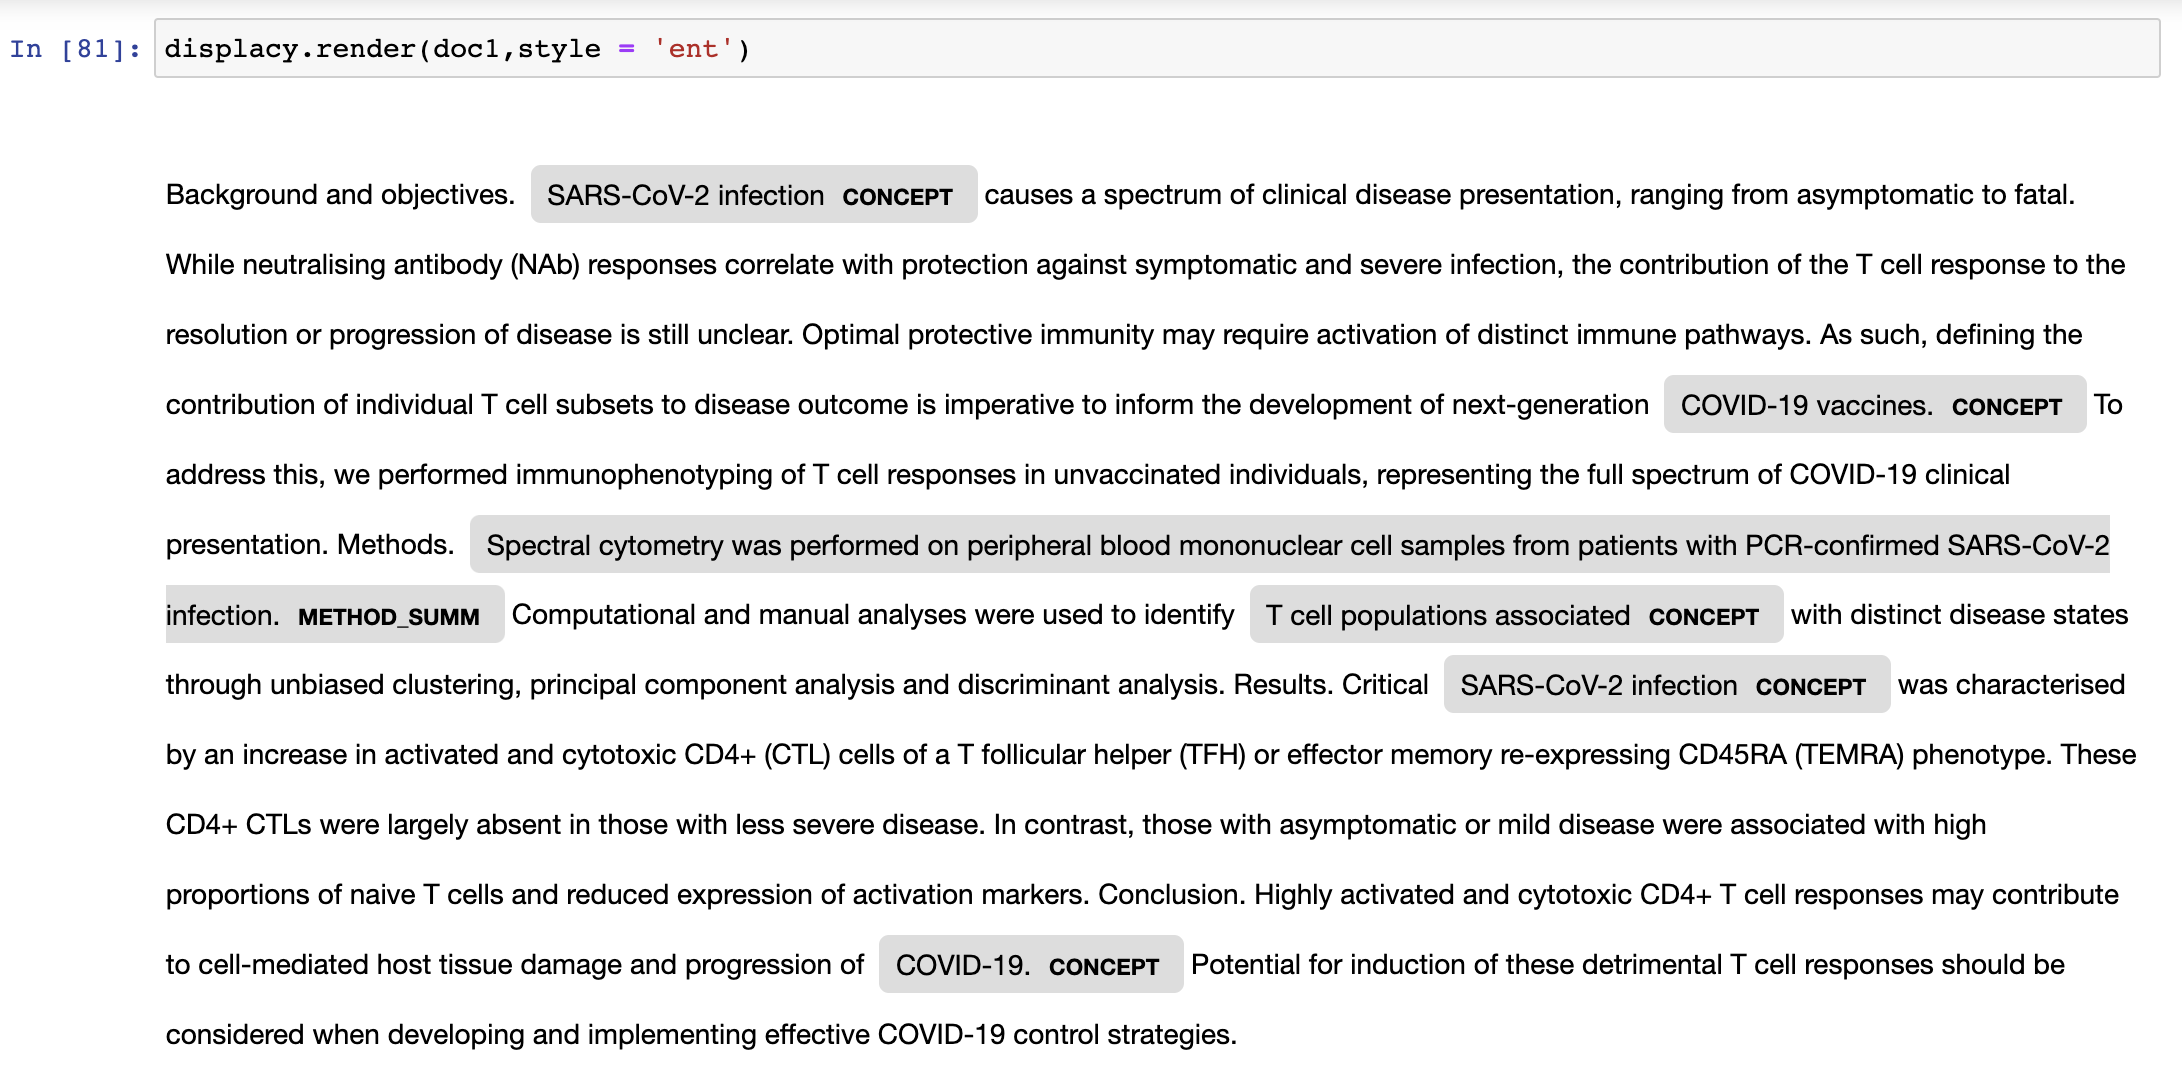 In [81]: displacy.render(doc1,style = 'ent')
Background and objectives. SARS-CoV-2 infection CONCEPT causes a spectrum of clinical disease presentation, ranging from asymptomatic to fatal.
While neutralising antibody (NAb) responses correlate with protection against symptomatic and severe infection, the contribution of the T cell response to the
resolution or progression of disease is still unclear. Optimal protective immunity may require activation of distinct immune pathways. As such, defining the
contribution of individual T cell subsets to disease outcome is imperative to inform the development of next-generation COVID-19 vaccines. CONCEPT To
address this, we performed immunophenotyping of T cell responses in unvaccinated individuals, representing the full spectrum of COVID-19 clinical
presentation. Methods. Spectral cytometry was performed on peripheral blood mononuclear cell samples from patients with PCR-confirmed SARS-CoV-2
infection. METHOD_SUMM Computational and manual analyses were used to identify T cell populations associated CONCEPT with distinct disease states
through unbiased clustering, principal component analysis and discriminant analysis. Results. Critical SARS-CoV-2 infection CONCEPT was characterised
by an increase in activated and cytotoxic CD4+ (CTL) cells of a T follicular helper (TFH) or effector memory re-expressing CD45RA (TEMRA) phenotype. These
CD4+ CTLs were largely absent in those with less severe disease. In contrast, those with asymptomatic or mild disease were associated with high
proportions of naive T cells and reduced expression of activation markers. Conclusion. Highly activated and cytotoxic CD4+ T cell responses may contribute
to cell-mediated host tissue damage and progression of COVID-19. CONCEPT Potential for induction of these detrimental T cell responses should be
considered when developing and implementing effective COVID-19 control strategies.